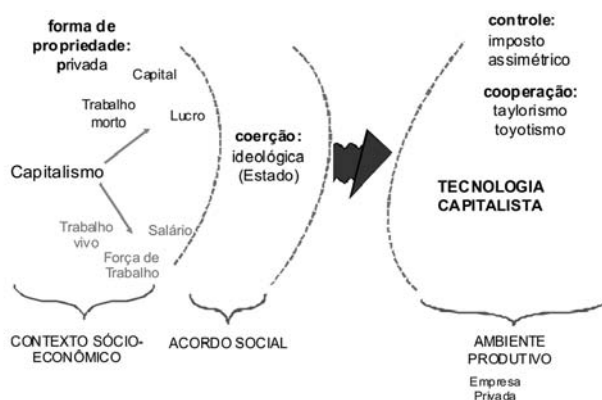 forma de
propriedade:
privada
Capital
Trabalho
morto
Lucro
Capitalismo
Trabalho
vivo
Salário
Força de
Trabalho
CONTEXTO SÓCIO-
ECONÔMICO
coerção:
ideológica
(Estado)
ACORDO SOCIAL
controle:
imposto
assimétrico
cooperação:
taylorismo
toyotismo
TECNOLOGIA
CAPITALISTA
AMBIENTE
PRODUTIVO
Empresa
Privada